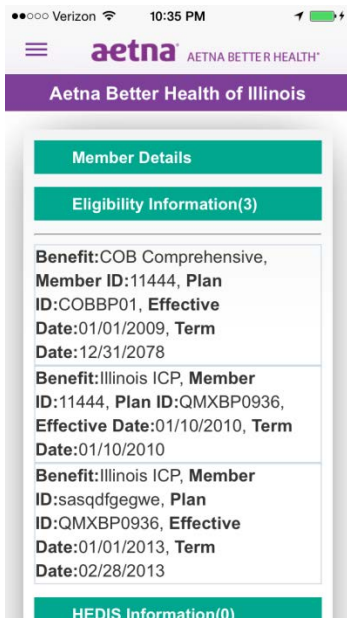 Verizon 10:35 PM
aetna® AETNA BETTER HEALTH®
Aetna Better Health of Illinois
Member Details
Eligibility Information(3)
Benefit:COB Comprehensive,
Member ID:11444, Plan
ID:COBBP01, Effective
Date:01/01/2009, Term
Date:12/31/2078
Benefit:Illinois ICP, Member
ID:11444, Plan ID:QMXBP0936,
Effective Date:01/10/2010, Term
Date:01/10/2010
Benefit:Illinois ICP, Member
ID:sasqdfgegwe, Plan
ID:QMXBP0936, Effective
Date:01/01/2013, Term
Date:02/28/2013
HEDIS Information(0)